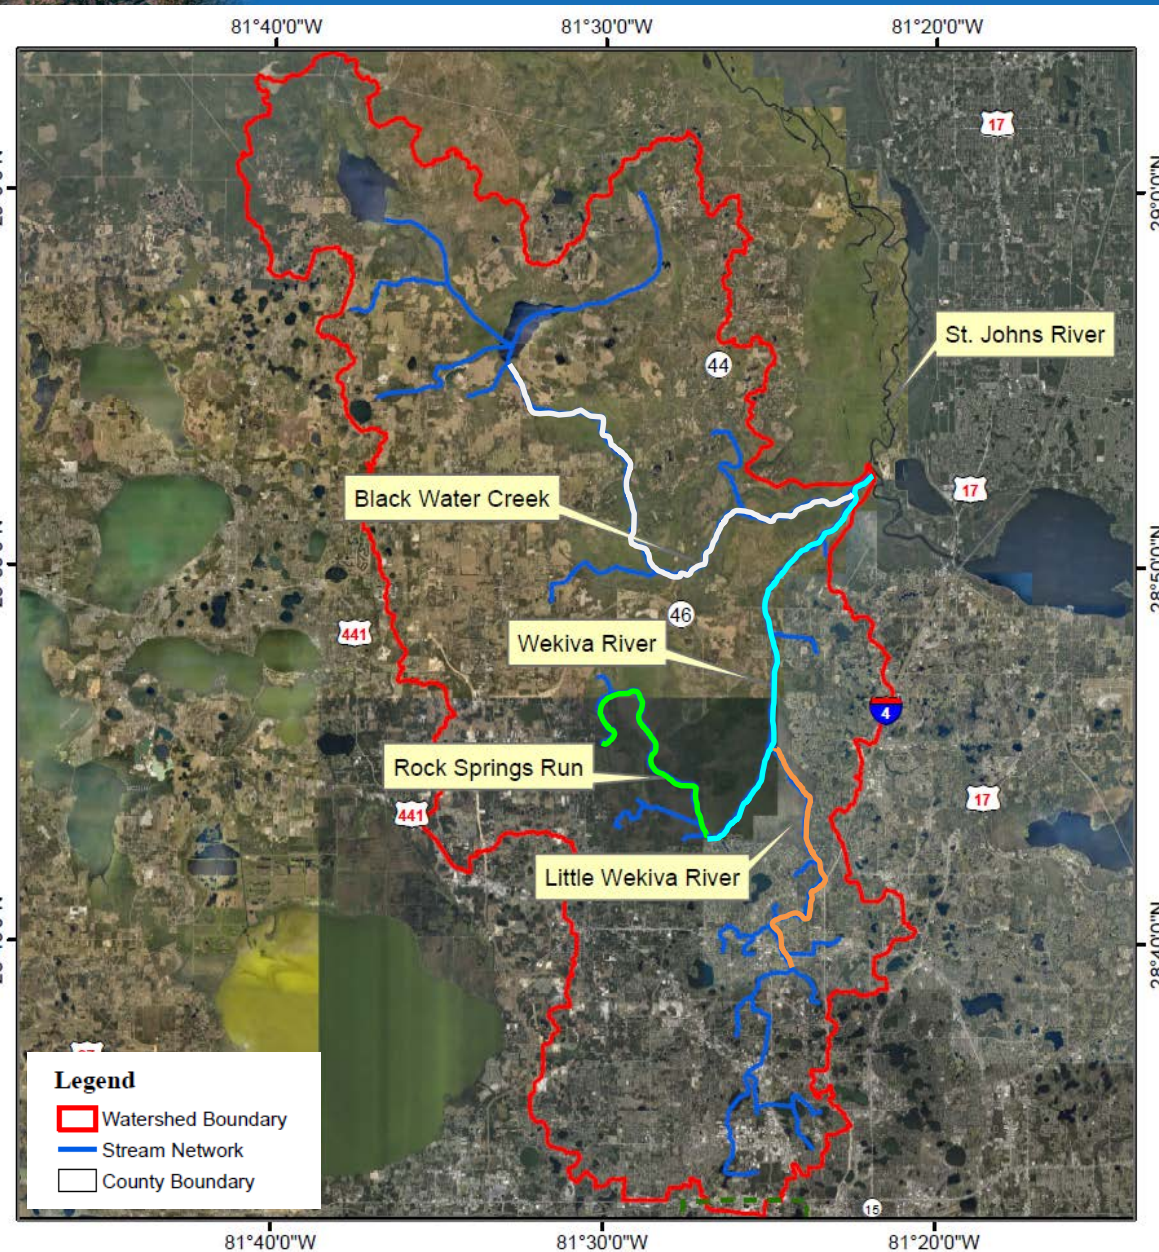 81°40'0"W
81°30'0"W
81°20'0"W
17
29°0'0"N
St. Johns River
44
Black Water Creek
17
28°50'0"N
46
441
Wekiva River
4
Rock Springs Run
17
441
Little Wekiva River
28°40'0"N
Legend
Watershed Boundary
Stream Network
County Boundary
15
81°40'0"W
81°30'0"W
81°20'0"W